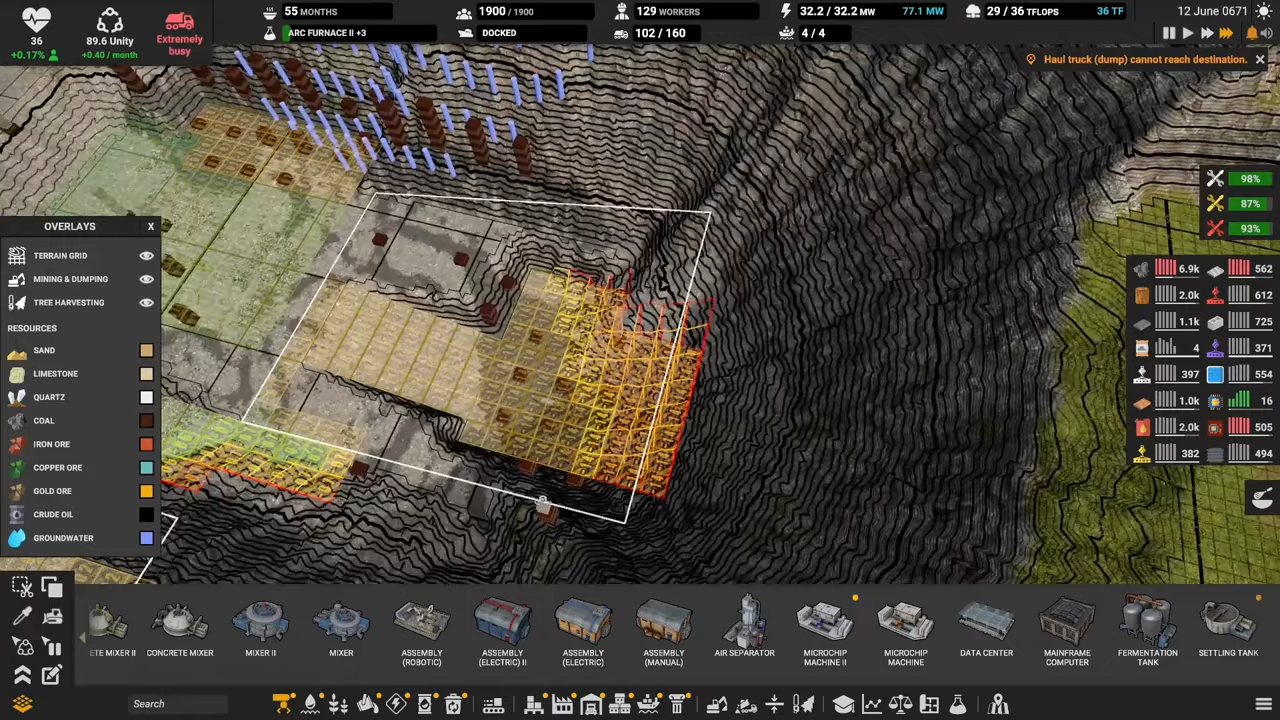 55 MONTHS
1900 / 1900
129 WORKERS
32.2 / 32.2 MW
77.1 MW
29 / 36 TFLOPS
36 TF
12 June 0671
36
+0.17%
89.6 Unity
+0.40 / month
Extremely
busy
ARC FURNACE II +3
DOCKED
102 / 160
4 / 4
Haul truck (dump) cannot reach destination.
98%
87%
93%
OVERLAYS
X
TERRAIN GRID
MINING & DUMPING
TREE HARVESTING
RESOURCES
SAND
LIMESTONE
QUARTZ
COAL
IRON ORE
COPPER ORE
GOLD ORE
CRUDE OIL
GROUNDWATER
6.9k
562
2.0k
612
1.1k
725
4
371
397
554
1.0k
16
2.0k
505
382
494
ETE MIXER II
CONCRETE MIXER
MIXER II
MIXER
ASSEMBLY
(ROBOTIC)
ASSEMBLY
(ELECTRIC) II
ASSEMBLY
(ELECTRIC)
ASSEMBLY
(MANUAL)
AIR SEPARATOR
MICROCHIP
MACHINE II
MICROCHIP
MACHINE
DATA CENTER
MAINFRAME
COMPUTER
FERMENTATION
TANK
SETTLING TANK
Search